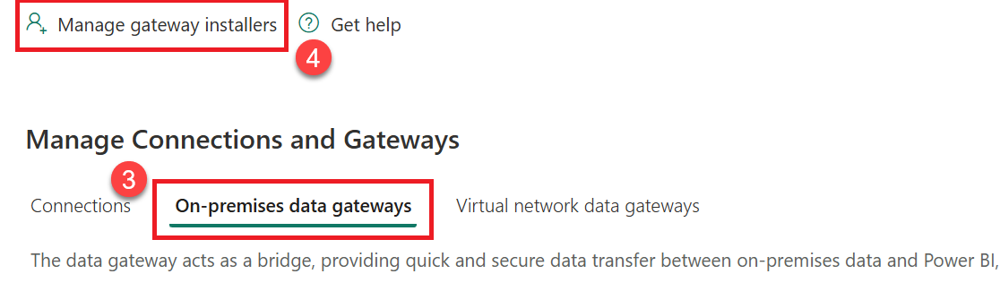 Manage gateway installers Get help
4
Manage Connections and Gateways
3
Connections On-premises data gateways Virtual network data gateways
The data gateway acts as a bridge, providing quick and secure data transfer between on-premises data and Power BI,